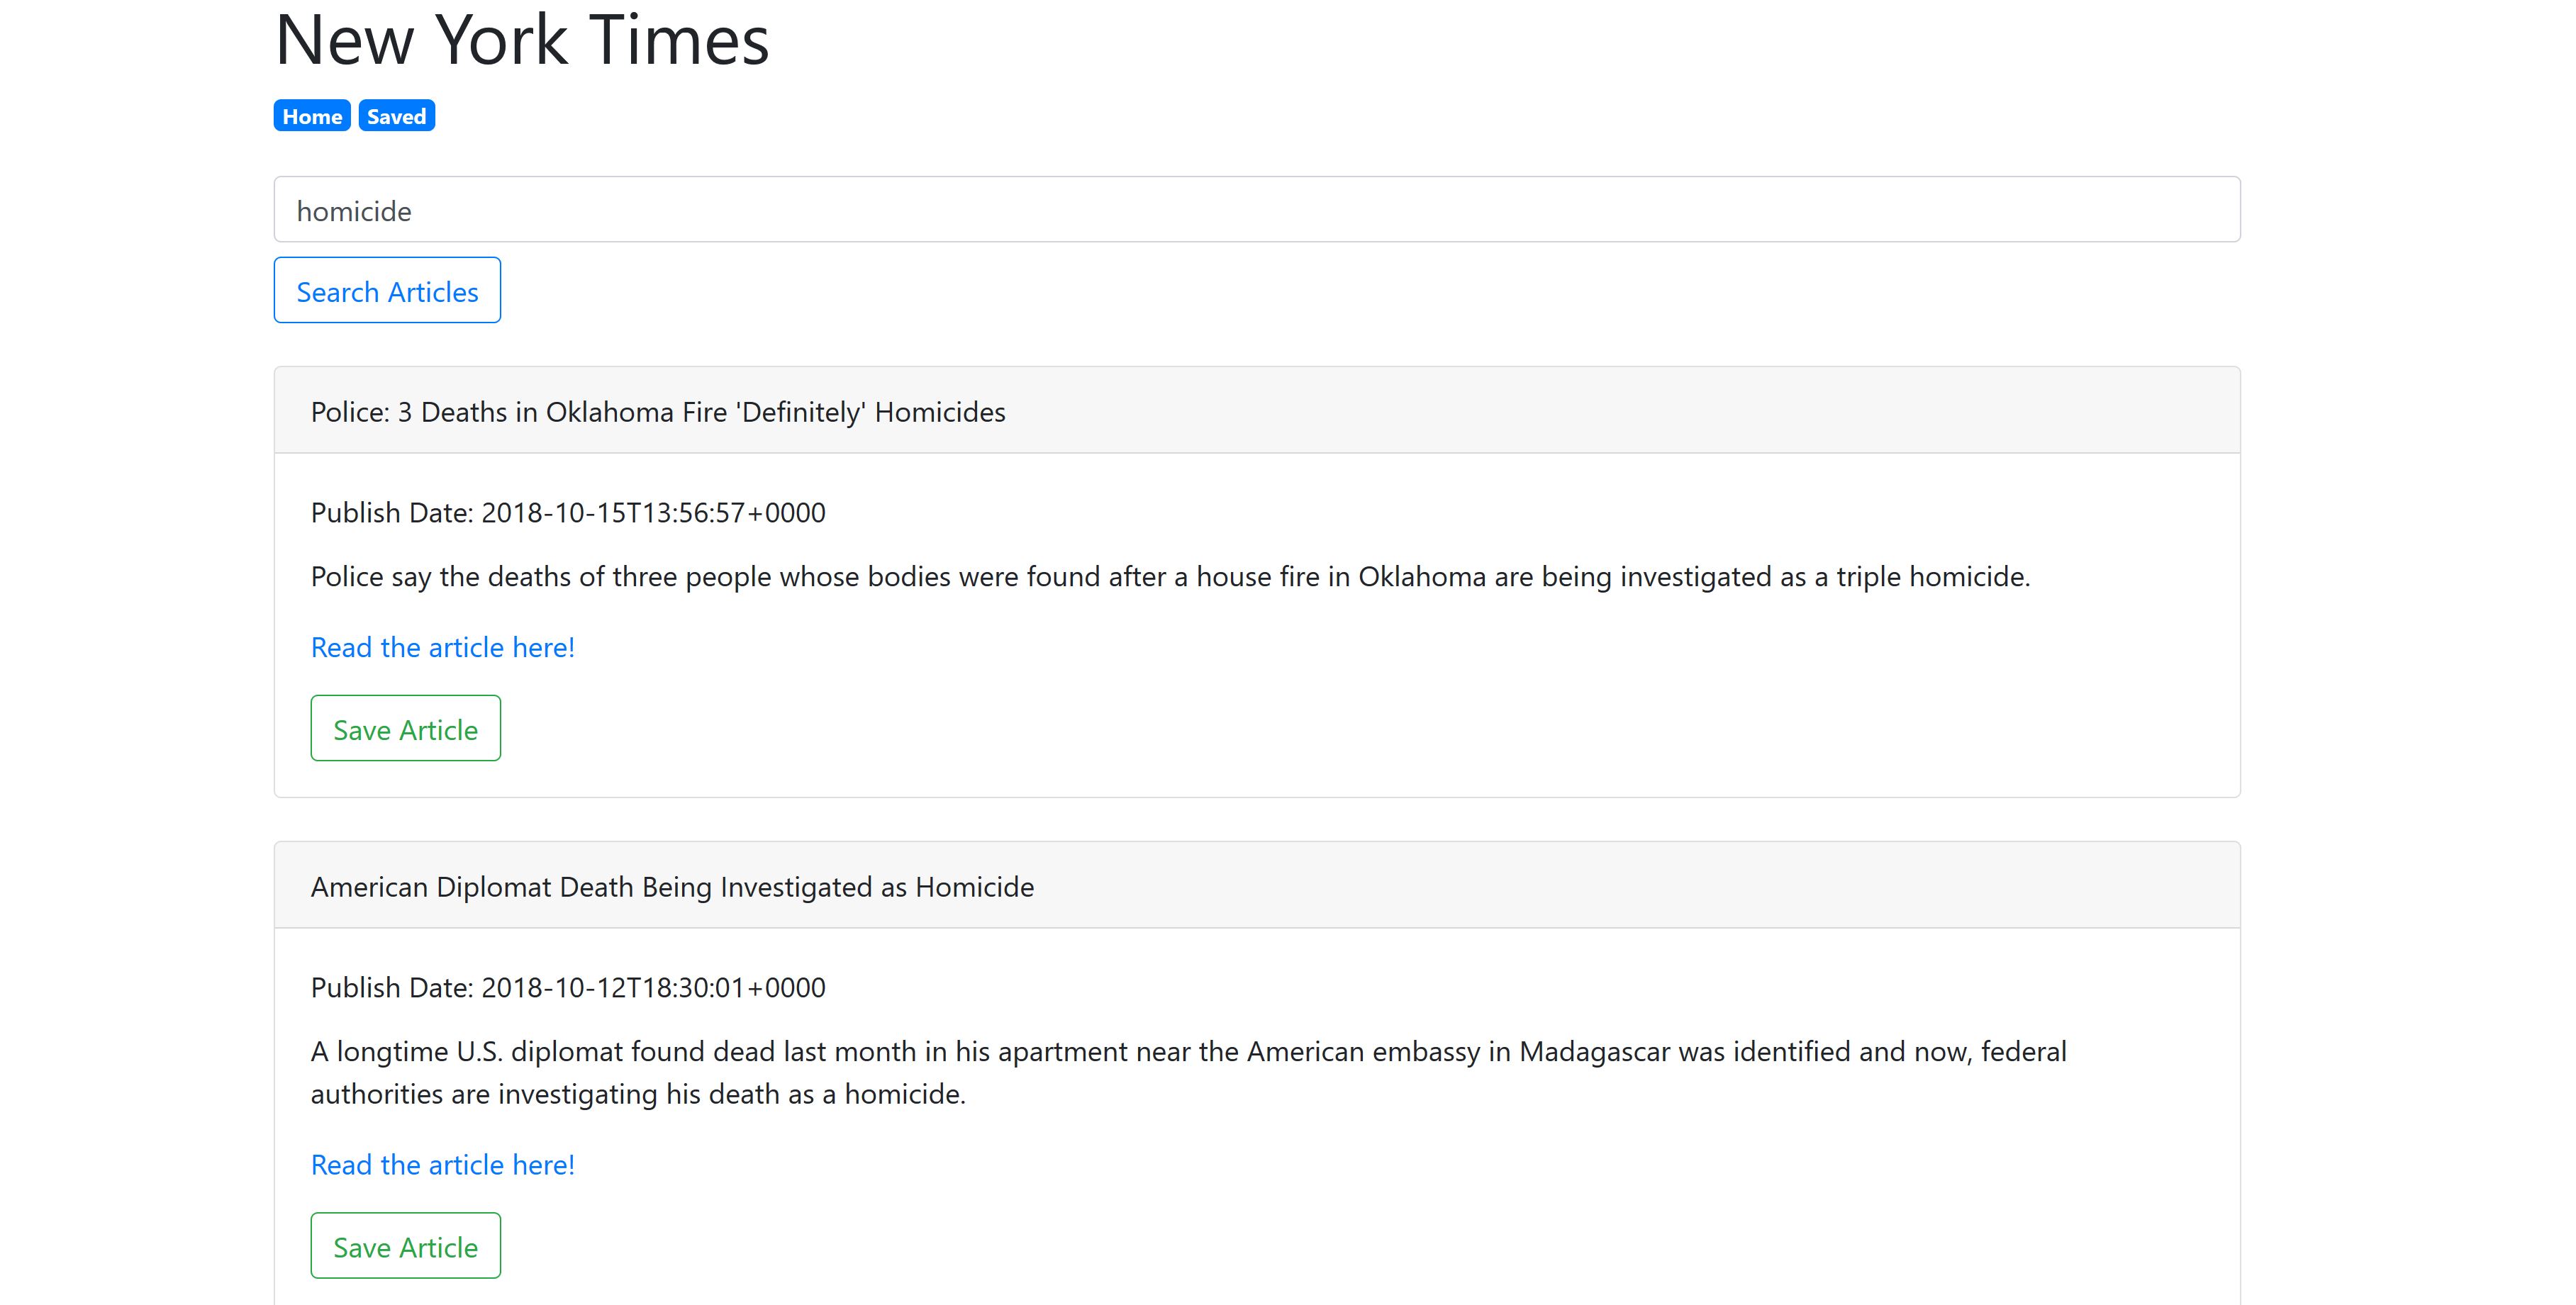 New York Times
Home Saved
homicide
Search Articles
Police: 3 Deaths in Oklahoma Fire 'Definitely' Homicides
Publish Date: 2018-10-15T13:56:57+0000
Police say the deaths of three people whose bodies were found after a house fire in Oklahoma are being investigated as a triple homicide.
Read the article here!
Save Article
American Diplomat Death Being Investigated as Homicide
Publish Date: 2018-10-12T18:30:01+0000
A longtime U.S. diplomat found dead last month in his apartment near the American embassy in Madagascar was identified and now, federal
authorities are investigating his death as a homicide.
Read the article here!
Save Article